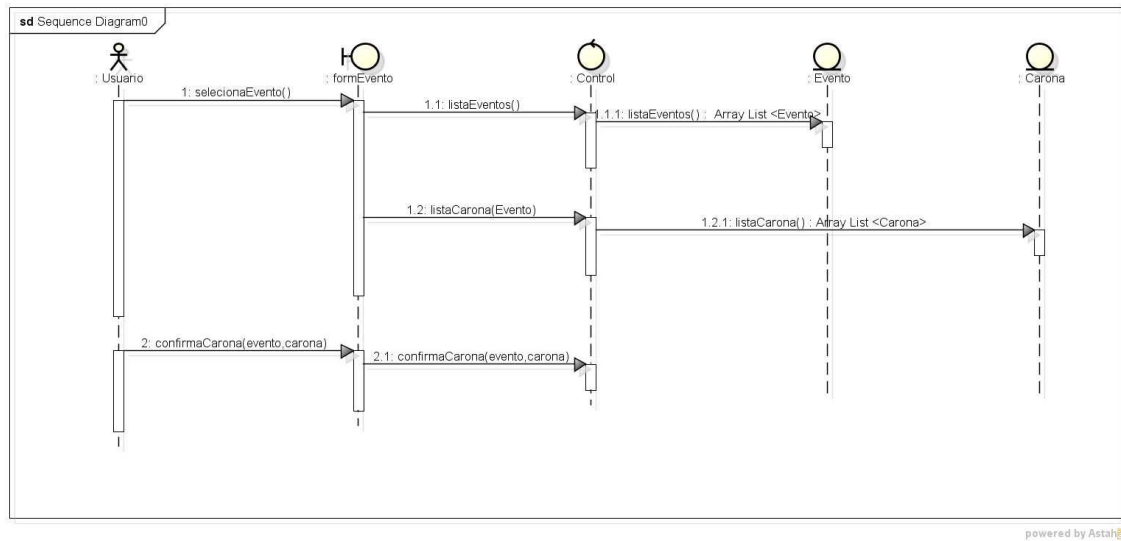 sd Sequence Diagram0
: Usuario
: formEvento
: Control
: Evento
: Carona
1: selecionaEvento()
1.1: listaEventos()
1.1.1: listaEventos() : Array List <Evento>
1.2: listaCarona(Evento)
1.2.1: listaCarona() : Array List <Carona>
2: confirmaCarona(evento,carona)
2.1: confirmaCarona(evento,carona)
powered by Astah